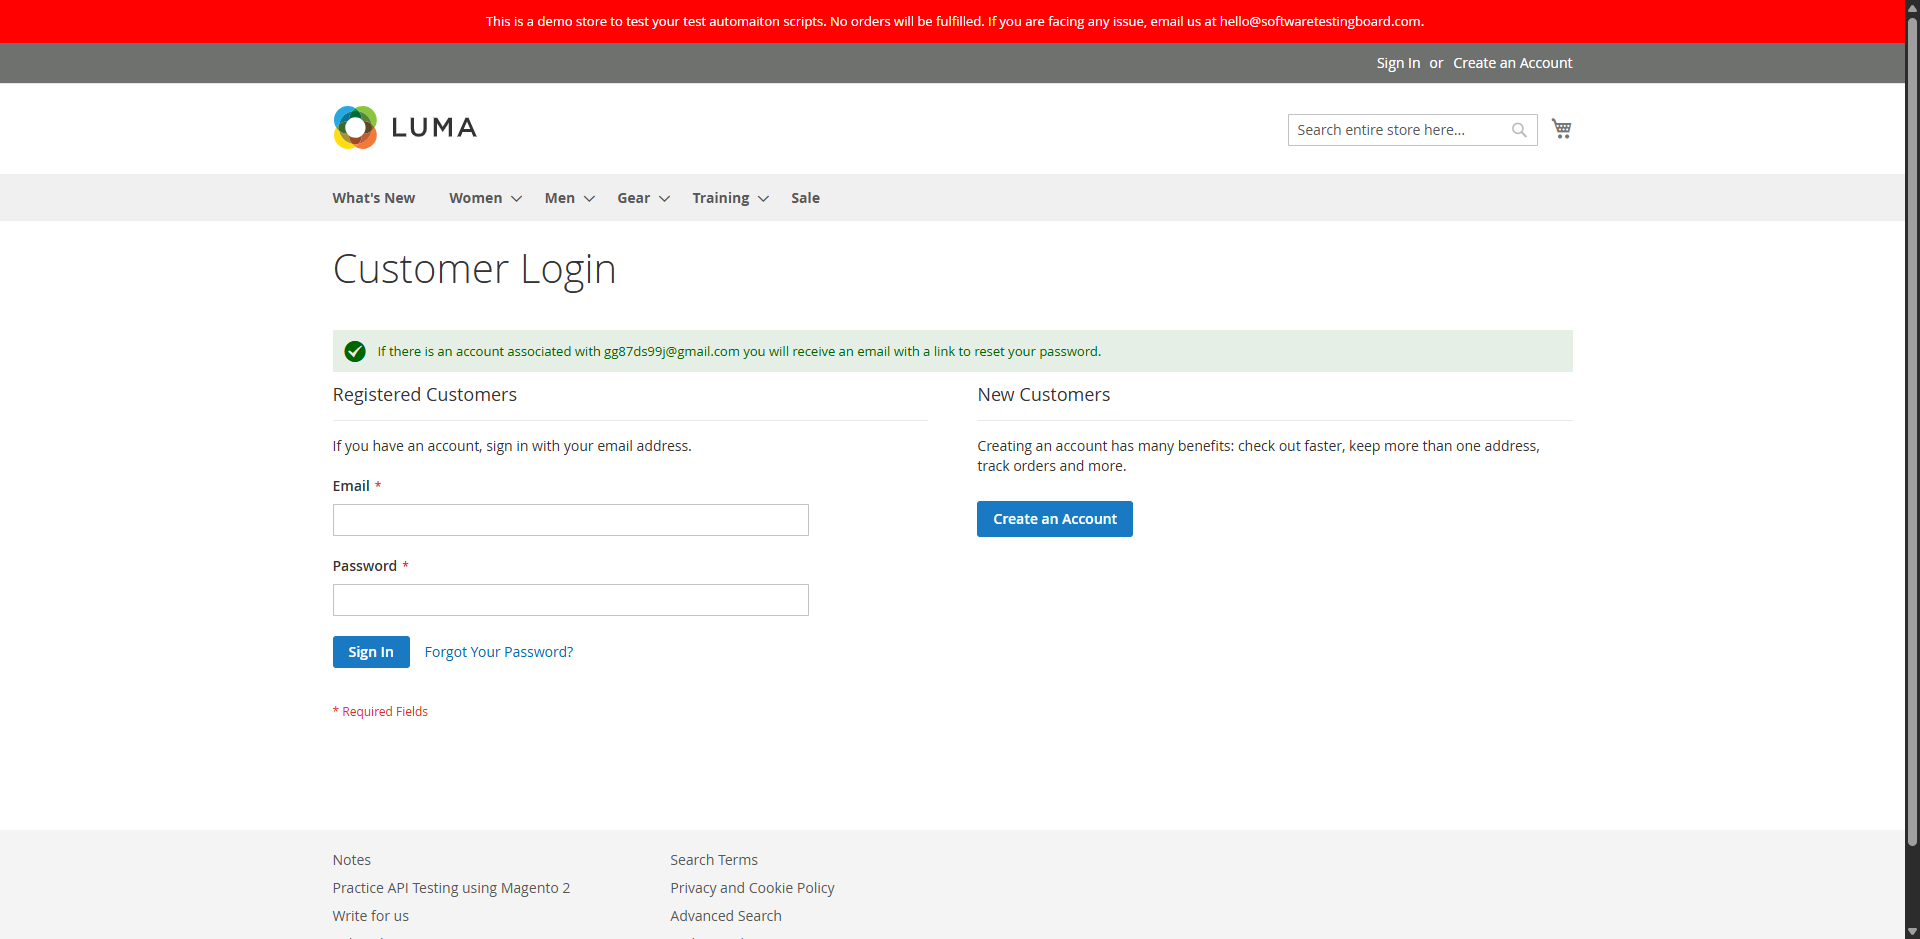 This is a demo store to test your test automaiton scripts. No orders will be fulfilled. If you are facing any issue, email us at hello@softwaretestingboard.com.
Sign In or Create an Account
LUMA
Search entire store here...
What's New Women Men Gear Training Sale
Customer Login
If there is an account associated with gg87ds99j@gmail.com you will receive an email with a link to reset your password.
Registered Customers
If you have an account, sign in with your email address.
Email *
Password *
Sign In Forgot Your Password?
* Required Fields
New Customers
Creating an account has many benefits: check out faster, keep more than one address,
track orders and more.
Create an Account
Notes
Practice API Testing using Magento 2
Write for us
Search Terms
Privacy and Cookie Policy
Advanced Search